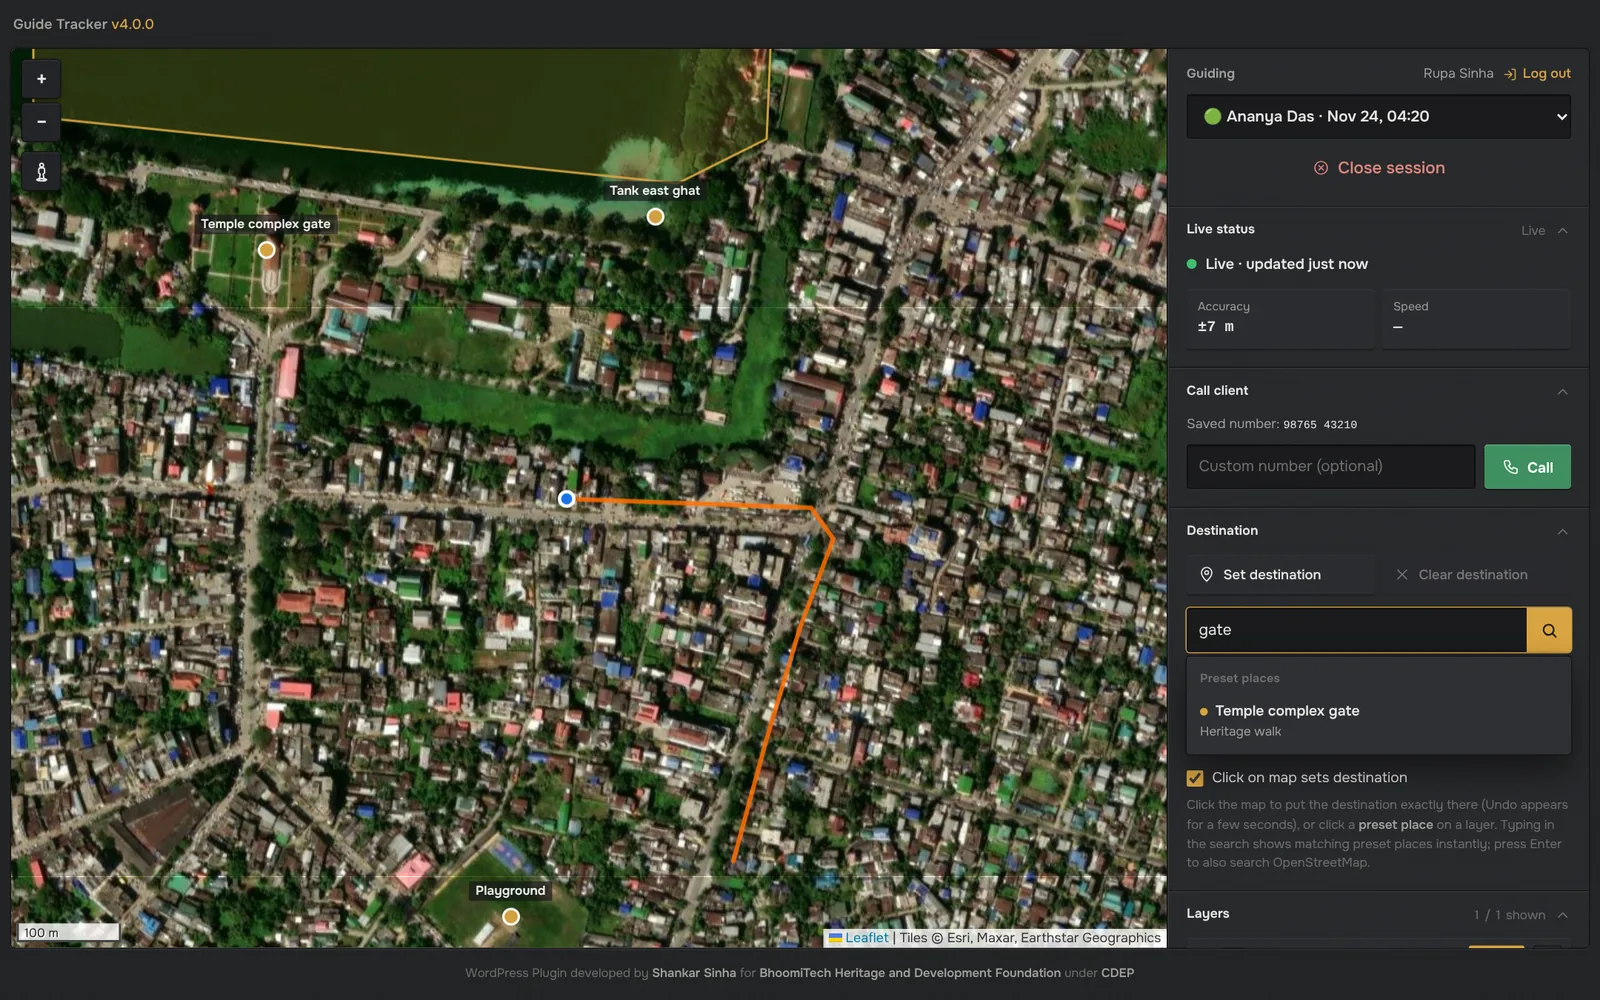 Guide Tracker v4.0.0
+
−
Tank east ghat
Temple complex gate
Playground
100 m
Leaflet | Tiles © Esri, Maxar, Earthstar Geographics
Guiding
Rupa Sinha Log out
Ananya Das · Nov 24, 04:20
Close session
Live status Live
Live · updated just now
Accuracy
±7 m
Speed
—
Call client
Saved number: 98765 43210
Custom number (optional)
Call
Destination
Set destination
Clear destination
gate
Preset places
Temple complex gate
Heritage walk
Click on map sets destination
Click the map to put the destination exactly there (Undo appears
for a few seconds), or click a preset place on a layer. Typing in
the search shows matching preset places instantly; press Enter
to also search OpenStreetMap.
Layers 1 / 1 shown
WordPress Plugin developed by Shankar Sinha for BhoomiTech Heritage and Development Foundation under CDEP